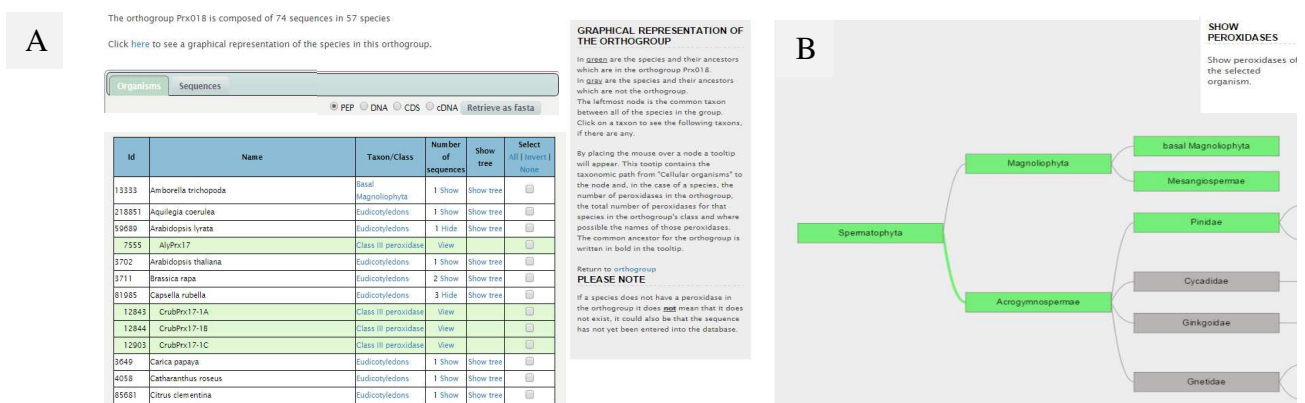 A
The orthogroup Prx018 is composed of 74 sequences in 57 species
Click here to see a graphical representation of the species in this orthogroup.
Organisms Sequences
PEP DNA CDS cDNA Retrieve as fasta
Id Name Taxon/Class Number of sequences Show tree Select All | Invert | None
13333 Amborella trichopoda Basal Magnoliophyta 1 Show Show tree
218851 Aquilegia coerulea Eudicotyledons 1 Show Show tree
59689 Arabidopsis lyrata Eudicotyledons 1 Hide Show tree
7555 AlyPrx17 Class III peroxidase View
3702 Arabidopsis thaliana Eudicotyledons 1 Show Show tree
3711 Brassica rapa Eudicotyledons 2 Show Show tree
81985 Capsella rubella Eudicotyledons 3 Hide Show tree
12843 CrubPrx17-1A Class III peroxidase View
12844 CrubPrx17-1B Class III peroxidase View
12903 CrubPrx17-1C Class III peroxidase View
3649 Carica papaya Eudicotyledons 1 Show Show tree
4058 Catharanthus roseus Eudicotyledons 1 Show Show tree
85681 Citrus clementina Eudicotyledons 1 Show Show tree
GRAPHICAL REPRESENTATION OF
THE ORTHOGROUP
In green are the species and their ancestors
which are in the orthogroup Prx018.
In gray are the species and their ancestors
which are not the orthogroup.
The leftmost node is the common taxon
between all of the species in the group.
Click on a taxon to see the following taxons,
if there are any.
By placing the mouse over a node a tooltip
will appear. This tootip contains the
taxonomic path from "Cellular organisms" to
the node and, in the case of a species, the
number of peroxidases in the orthogroup,
the total number of peroxidases for that
species in the orthogroup's class and where
possible the names of those peroxidases.
The common ancestor for the orthogroup is
written in bold in the tooltip.
Return to orthogroup
PLEASE NOTE
If a species does not have a peroxidase in
the orthogroup it does not mean that it does
not exist, it could also be that the sequence
has not yet been entered into the database.
B
SHOW
PEROXIDASES
Show peroxidases of
the selected
organism.
basal Magnoliophyta
Magnoliophyta
Mesangiospermae
Pinidae
Spermatophyta
Cycadidae
Acrogymnospermae
Ginkgoidae
Gnetidae